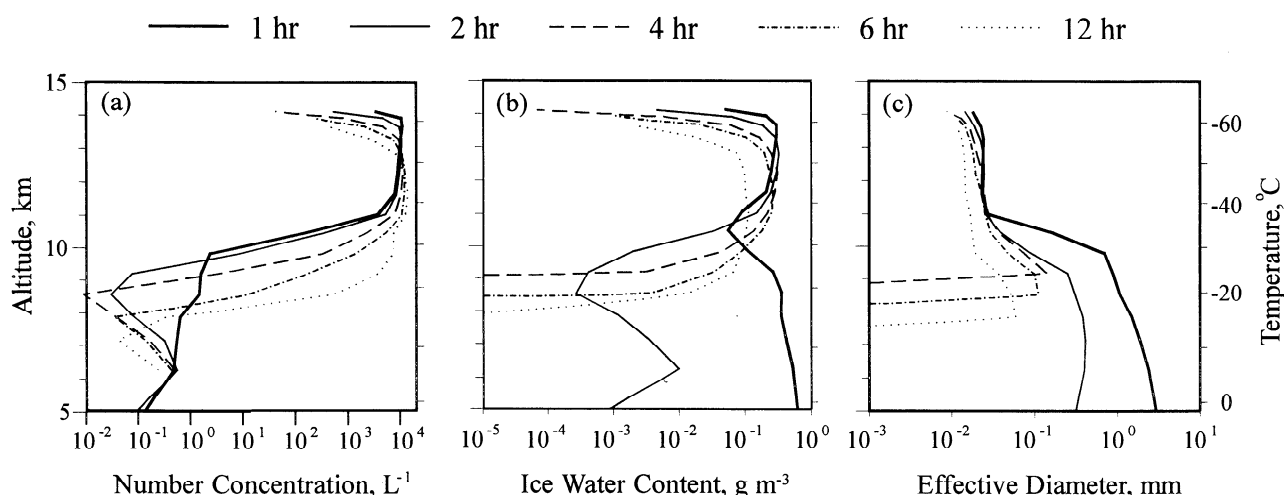 1 hr 2 hr 4 hr 6 hr 12 hr
(a) (b) (c)
15
10
5
Altitude, km
-60
-40
-20
0
Temperature, °C
10⁻² 10⁻¹ 10⁰ 10¹ 10² 10³ 10⁴
10⁻⁵ 10⁻⁴ 10⁻³ 10⁻² 10⁻¹ 10⁰
10⁻³ 10⁻² 10⁻¹ 10⁰ 10¹
Number Concentration, L⁻¹
Ice Water Content, g m⁻³
Effective Diameter, mm